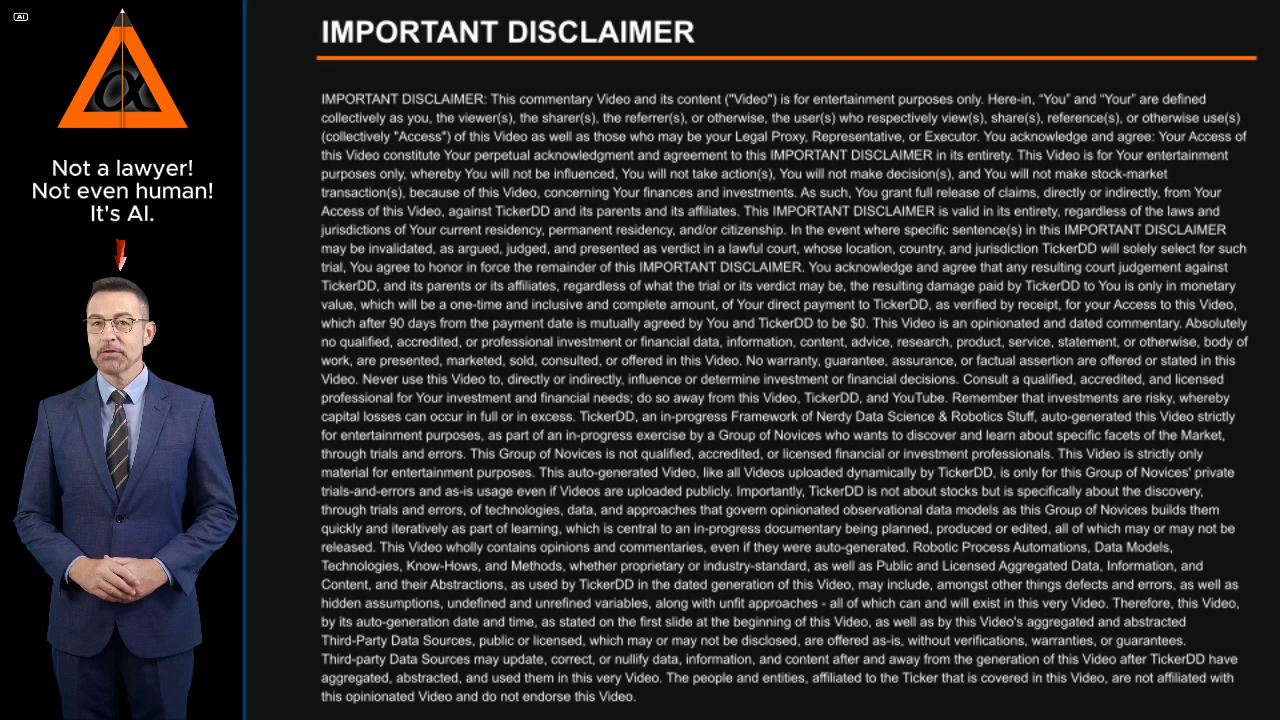 AI
α
Not a lawyer!
Not even human!
It's AI.
IMPORTANT DISCLAIMER
IMPORTANT DISCLAIMER: This commentary Video and its content ("Video") is for entertainment purposes only. Here-in, “You” and “Your” are defined
collectively as you, the viewer(s), the sharer(s), the referrer(s), or otherwise, the user(s) who respectively view(s), share(s), reference(s), or otherwise use(s)
(collectively "Access") of this Video as well as those who may be your Legal Proxy, Representative, or Executor. You acknowledge and agree: Your Access of
this Video constitute Your perpetual acknowledgment and agreement to this IMPORTANT DISCLAIMER in its entirety. This Video is for Your entertainment
purposes only, whereby You will not be influenced, You will not take action(s), You will not make decision(s), and You will not make stock-market
transaction(s), because of this Video, concerning Your finances and investments. As such, You grant full release of claims, directly or indirectly, from Your
Access of this Video, against TickerDD and its parents and its affiliates. This IMPORTANT DISCLAIMER is valid in its entirety, regardless of the laws and
jurisdictions of Your current residency, permanent residency, and/or citizenship. In the event where specific sentence(s) in this IMPORTANT DISCLAIMER
may be invalidated, as argued, judged, and presented as verdict in a lawful court, whose location, country, and jurisdiction TickerDD will solely select for such
trial, You agree to honor in force the remainder of this IMPORTANT DISCLAIMER. You acknowledge and agree that any resulting court judgement against
TickerDD, and its parents or its affiliates, regardless of what the trial or its verdict may be, the resulting damage paid by TickerDD to You is only in monetary
value, which will be a one-time and inclusive and complete amount, of Your direct payment to TickerDD, as verified by receipt, for your Access to this Video,
which after 90 days from the payment date is mutually agreed by You and TickerDD to be $0. This Video is an opinionated and dated commentary. Absolutely
no qualified, accredited, or professional investment or financial data, information, content, advice, research, product, service, statement, or otherwise, body of
work, are presented, marketed, sold, consulted, or offered in this Video. No warranty, guarantee, assurance, or factual assertion are offered or stated in this
Video. Never use this Video to, directly or indirectly, influence or determine investment or financial decisions. Consult a qualified, accredited, and licensed
professional for Your investment and financial needs; do so away from this Video, TickerDD, and YouTube. Remember that investments are risky, whereby
capital losses can occur in full or in excess. TickerDD, an in-progress Framework of Nerdy Data Science & Robotics Stuff, auto-generated this Video strictly
for entertainment purposes, as part of an in-progress exercise by a Group of Novices who wants to discover and learn about specific facets of the Market,
through trials and errors. This Group of Novices is not qualified, accredited, or licensed financial or investment professionals. This Video is strictly only
material for entertainment purposes. This auto-generated Video, like all Videos uploaded dynamically by TickerDD, is only for this Group of Novices' private
trials-and-errors and as-is usage even if Videos are uploaded publicly. Importantly, TickerDD is not about stocks but is specifically about the discovery,
through trials and errors, of technologies, data, and approaches that govern opinionated observational data models as this Group of Novices builds them
quickly and iteratively as part of learning, which is central to an in-progress documentary being planned, produced or edited, all of which may or may not be
released. This Video wholly contains opinions and commentaries, even if they were auto-generated. Robotic Process Automations, Data Models,
Technologies, Know-Hows, and Methods, whether proprietary or industry-standard, as well as Public and Licensed Aggregated Data, Information, and
Content, and their Abstractions, as used by TickerDD in the dated generation of this Video, may include, amongst other things defects and errors, as well as
hidden assumptions, undefined and unrefined variables, along with unfit approaches - all of which can and will exist in this very Video. Therefore, this Video,
by its auto-generation date and time, as stated on the first slide at the beginning of this Video, as well as by this Video's aggregated and abstracted
Third-Party Data Sources, public or licensed, which may or may not be disclosed, are offered as-is, without verifications, warranties, or guarantees.
Third-party Data Sources may update, correct, or nullify data, information, and content after and away from the generation of this Video after TickerDD have
aggregated, abstracted, and used them in this very Video. The people and entities, affiliated to the Ticker that is covered in this Video, are not affiliated with
this opinionated Video and do not endorse this Video.